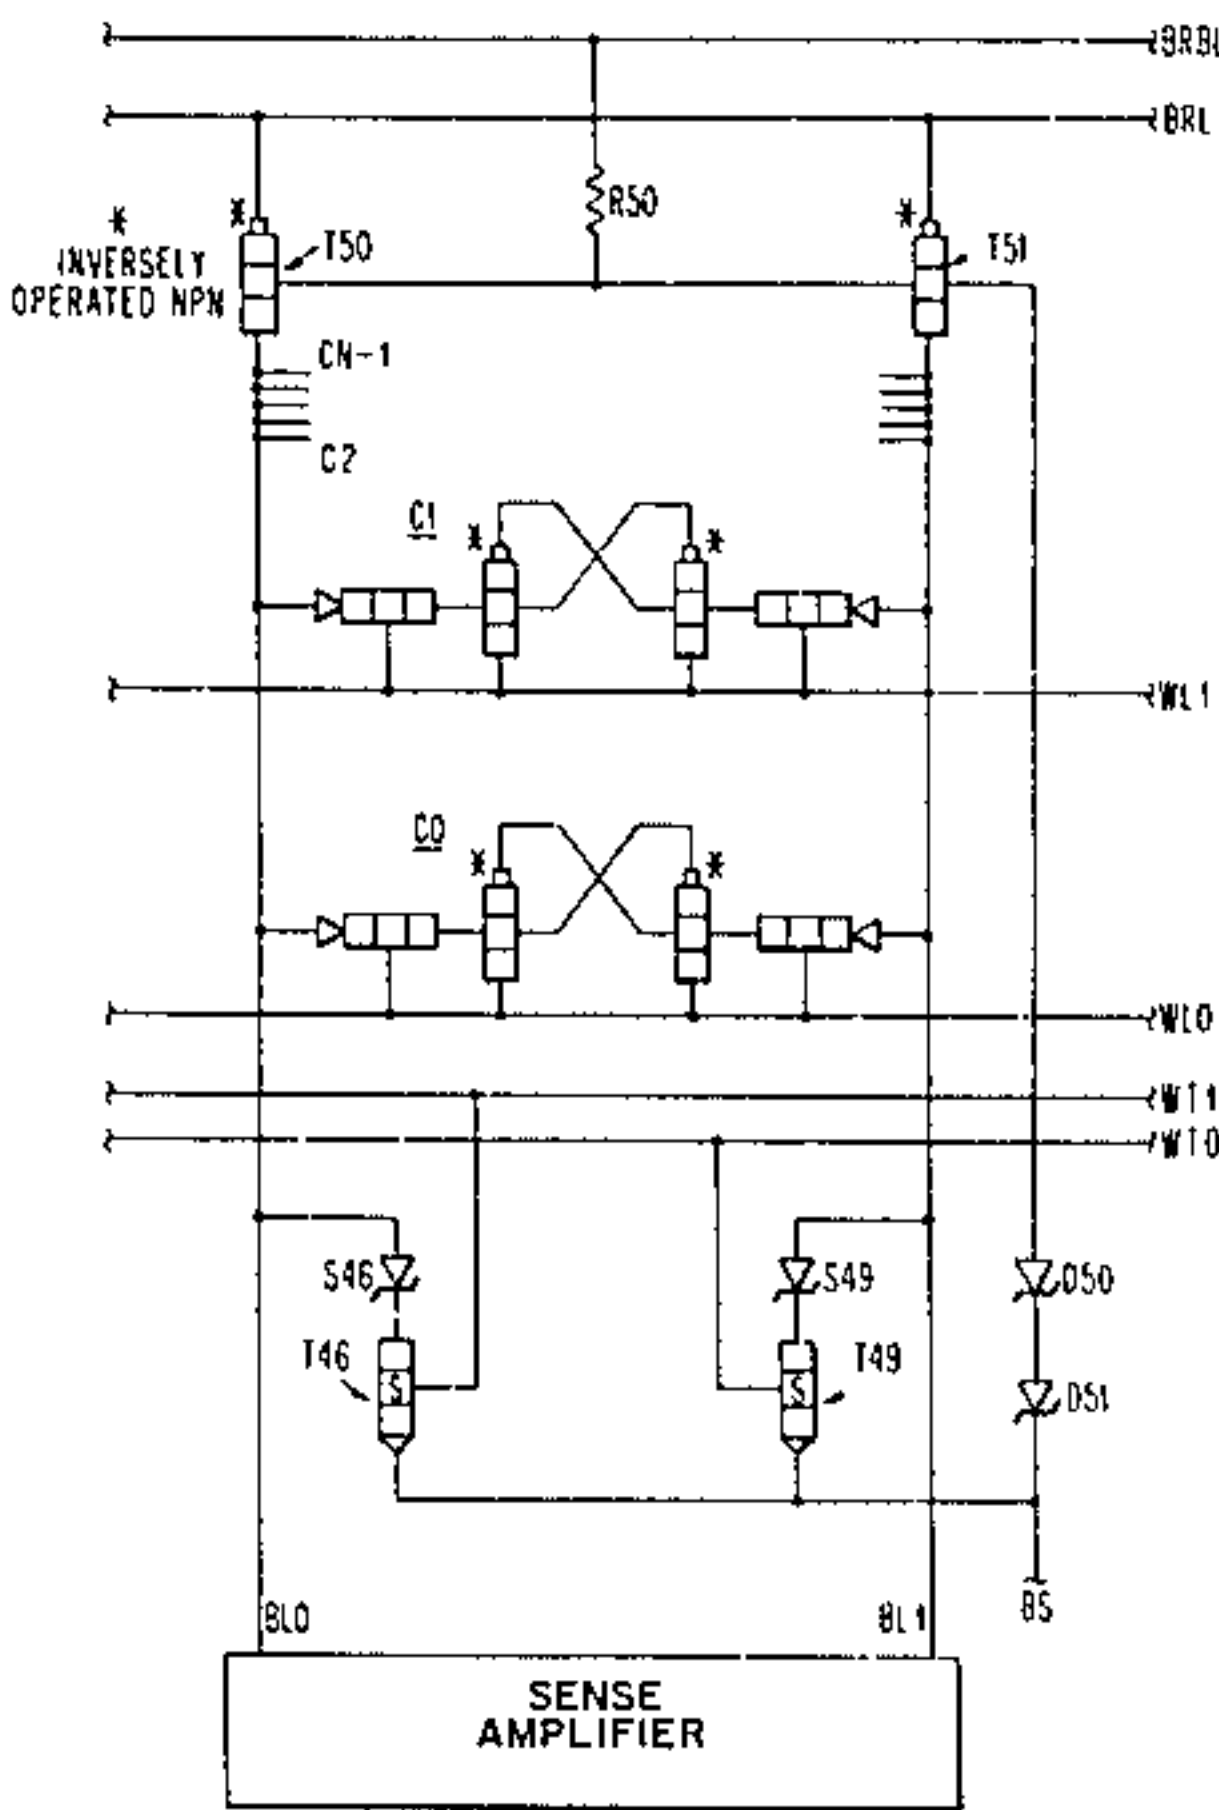 BRBL
BRL
R50
*
*
*
INVERSELY
OPERATED NPN
T50
T51
CN-1
C2
C1
*
*
WL1
C0
*
*
WL0
WT1
WT0
S46
S49
D50
T46
S
S
T49
D51
BL0
BL1
BS
SENSE
AMPLIFIER